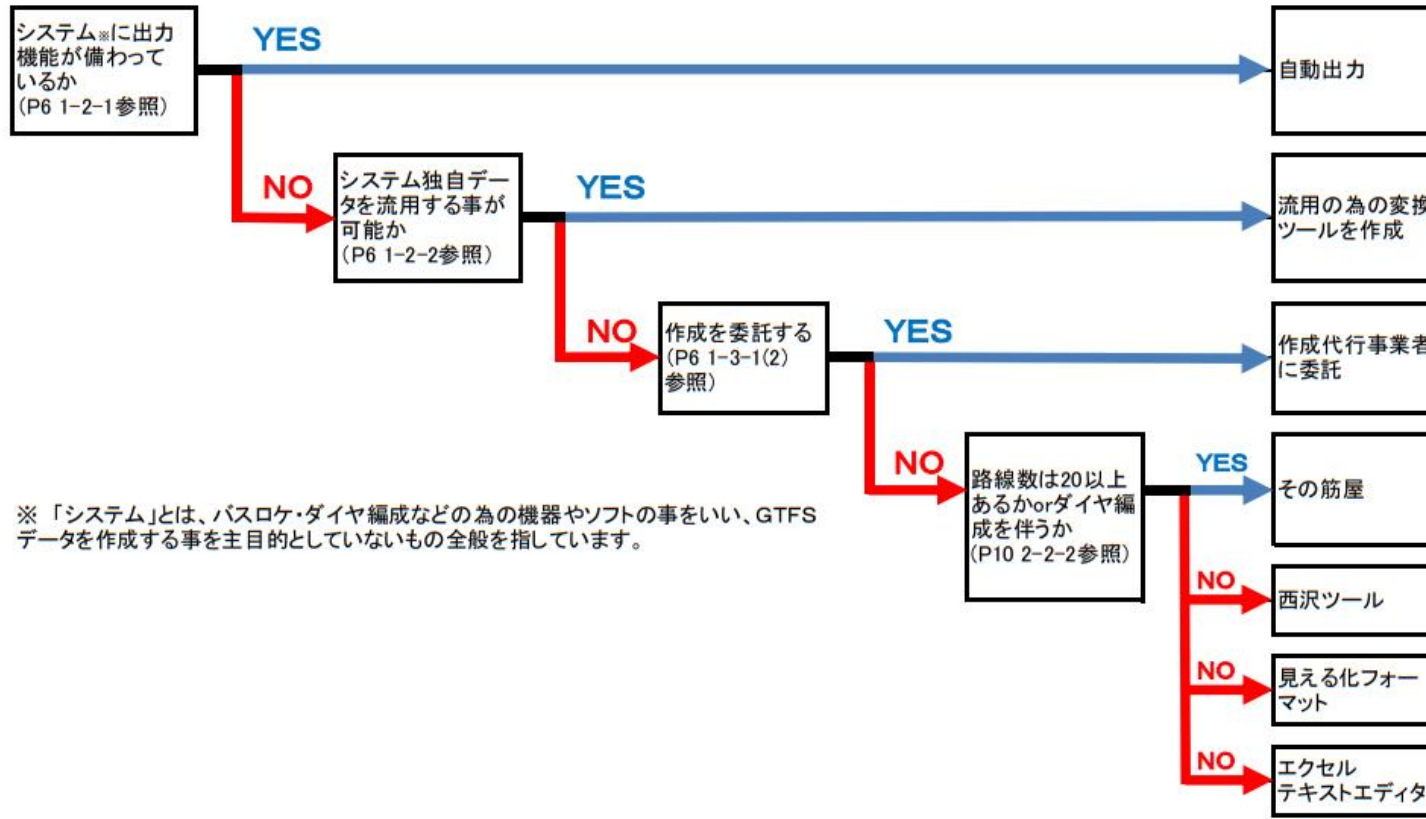 システム※に出力
機能が備わって
いるか
(P6 1-2-1参照)
YES
自動出力
NO
システム独自デー
タを流用する事が
可能か
(P6 1-2-2参照)
YES
流用の為の変換
ツールを作成
NO
作成を委託する
(P6 1-3-1(2)
参照)
YES
作成代行事業者
に委託
NO
路線数は20以上
あるかorダイヤ編
成を伴うか
(P10 2-2-2参照)
YES
その筋屋
※ 「システム」とは、バスロケ・ダイヤ編成などの為の機器やソフトの事をいい、GTFS
データを作成する事を主目的としていないもの全般を指しています。
NO
西沢ツール
NO
見える化フォー
マット
NO
エクセル
テキストエディタ